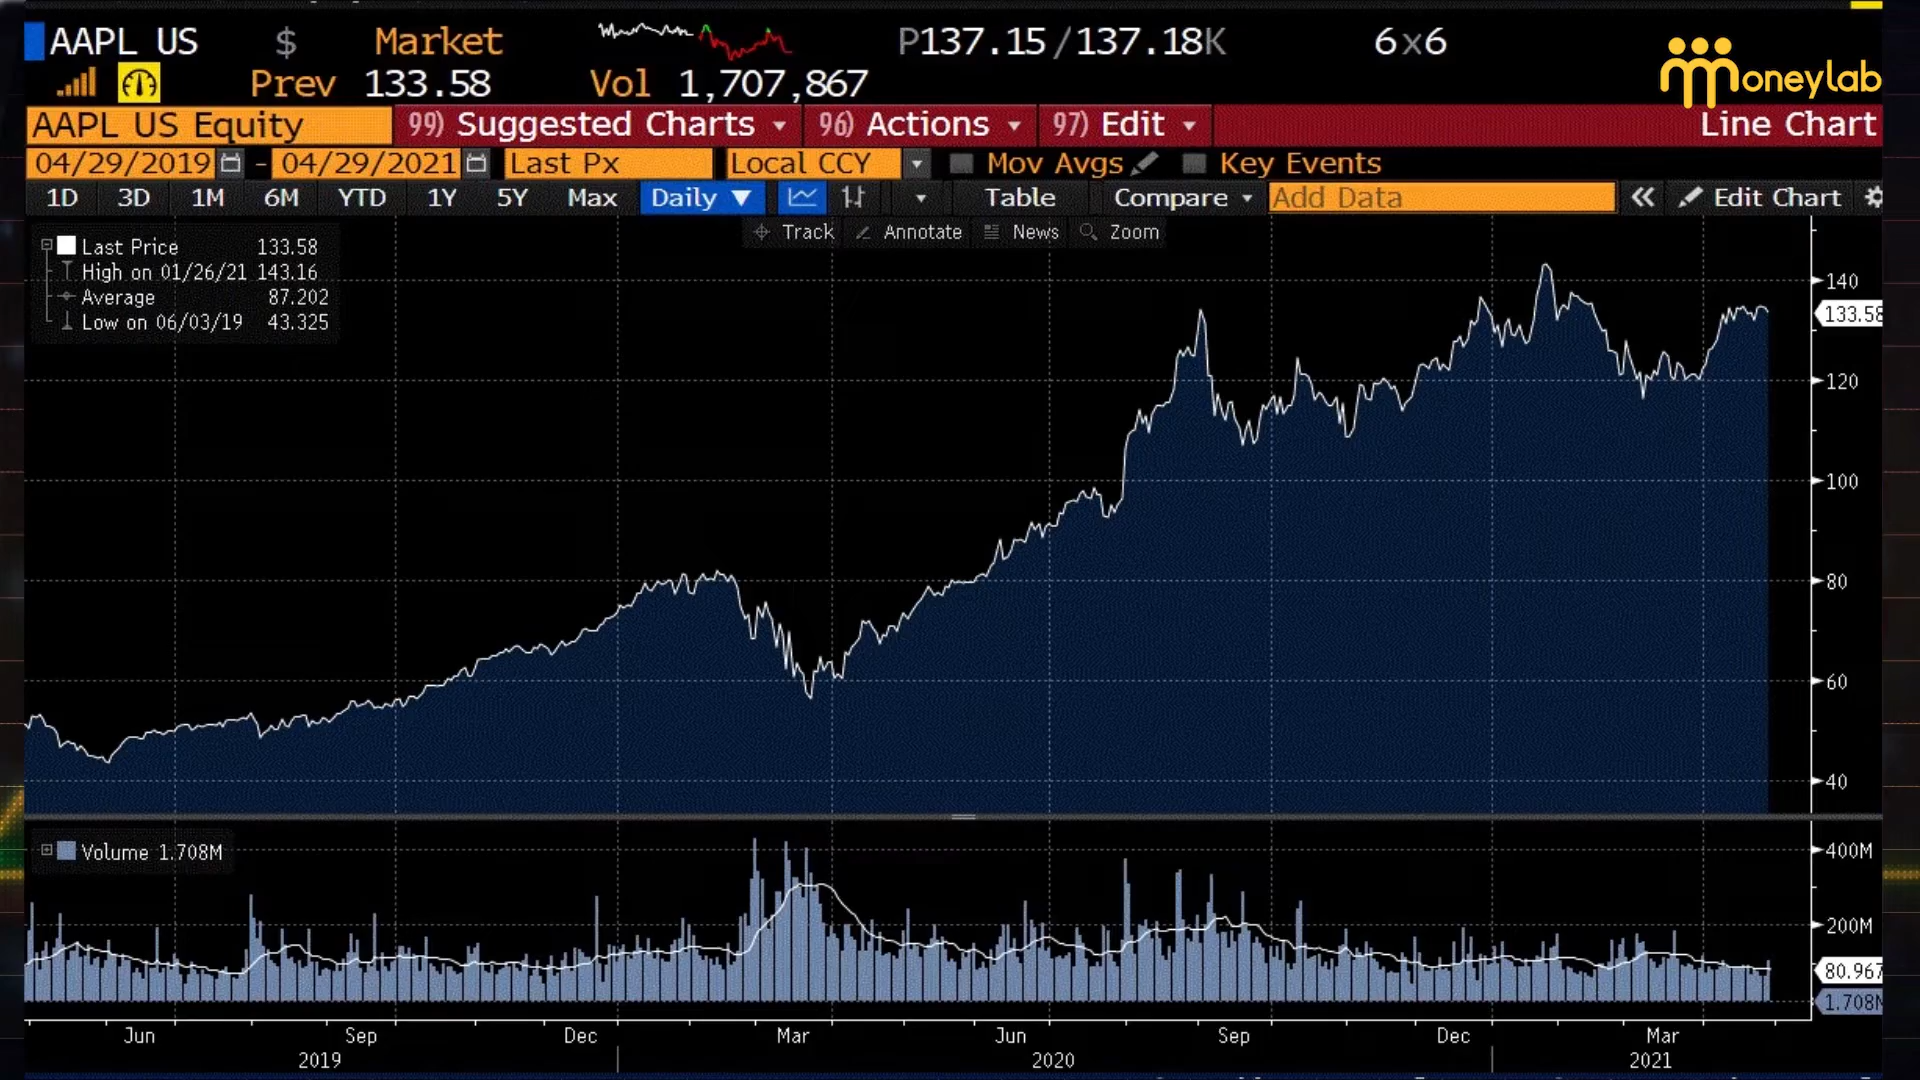 AAPL US $ Market P137.15/137.18K 6x6
Prev 133.58 Vol 1,707,867
Moneylab
AAPL US Equity 99) Suggested Charts 96) Actions 97) Edit Line Chart
04/29/2019 - 04/29/2021 Last Px Local CCY Mov Avgs Key Events
1D 3D 1M 6M YTD 1Y 5Y Max Daily ▼ Table Compare Add Data « Edit Chart
Track Annotate News Zoom
Last Price 133.58
High on 01/26/21 143.16
Average 87.202
Low on 06/03/19 43.325
140
133.58
120
100
80
60
40
Volume 1.708M
400M
200M
80.967
1.708M
Jun Sep Dec Mar Jun Sep Dec Mar
2019 2020 2021